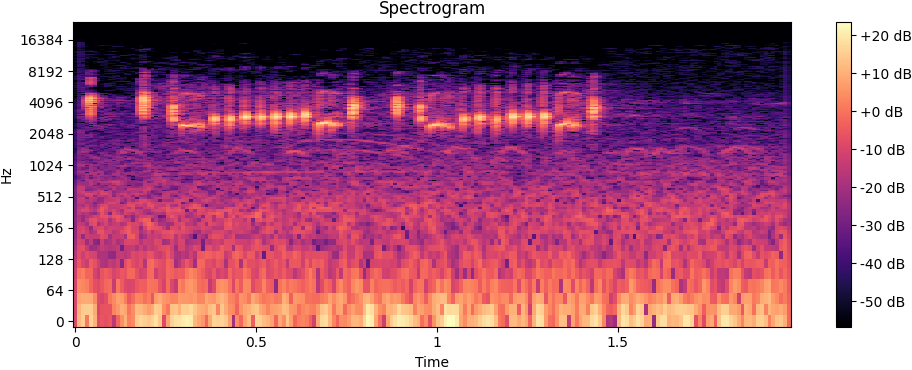 Spectrogram
Hz
16384
8192
4096
2048
1024
512
256
128
64
0
0
0.5
1
1.5
Time
+20 dB
+10 dB
+0 dB
-10 dB
-20 dB
-30 dB
-40 dB
-50 dB